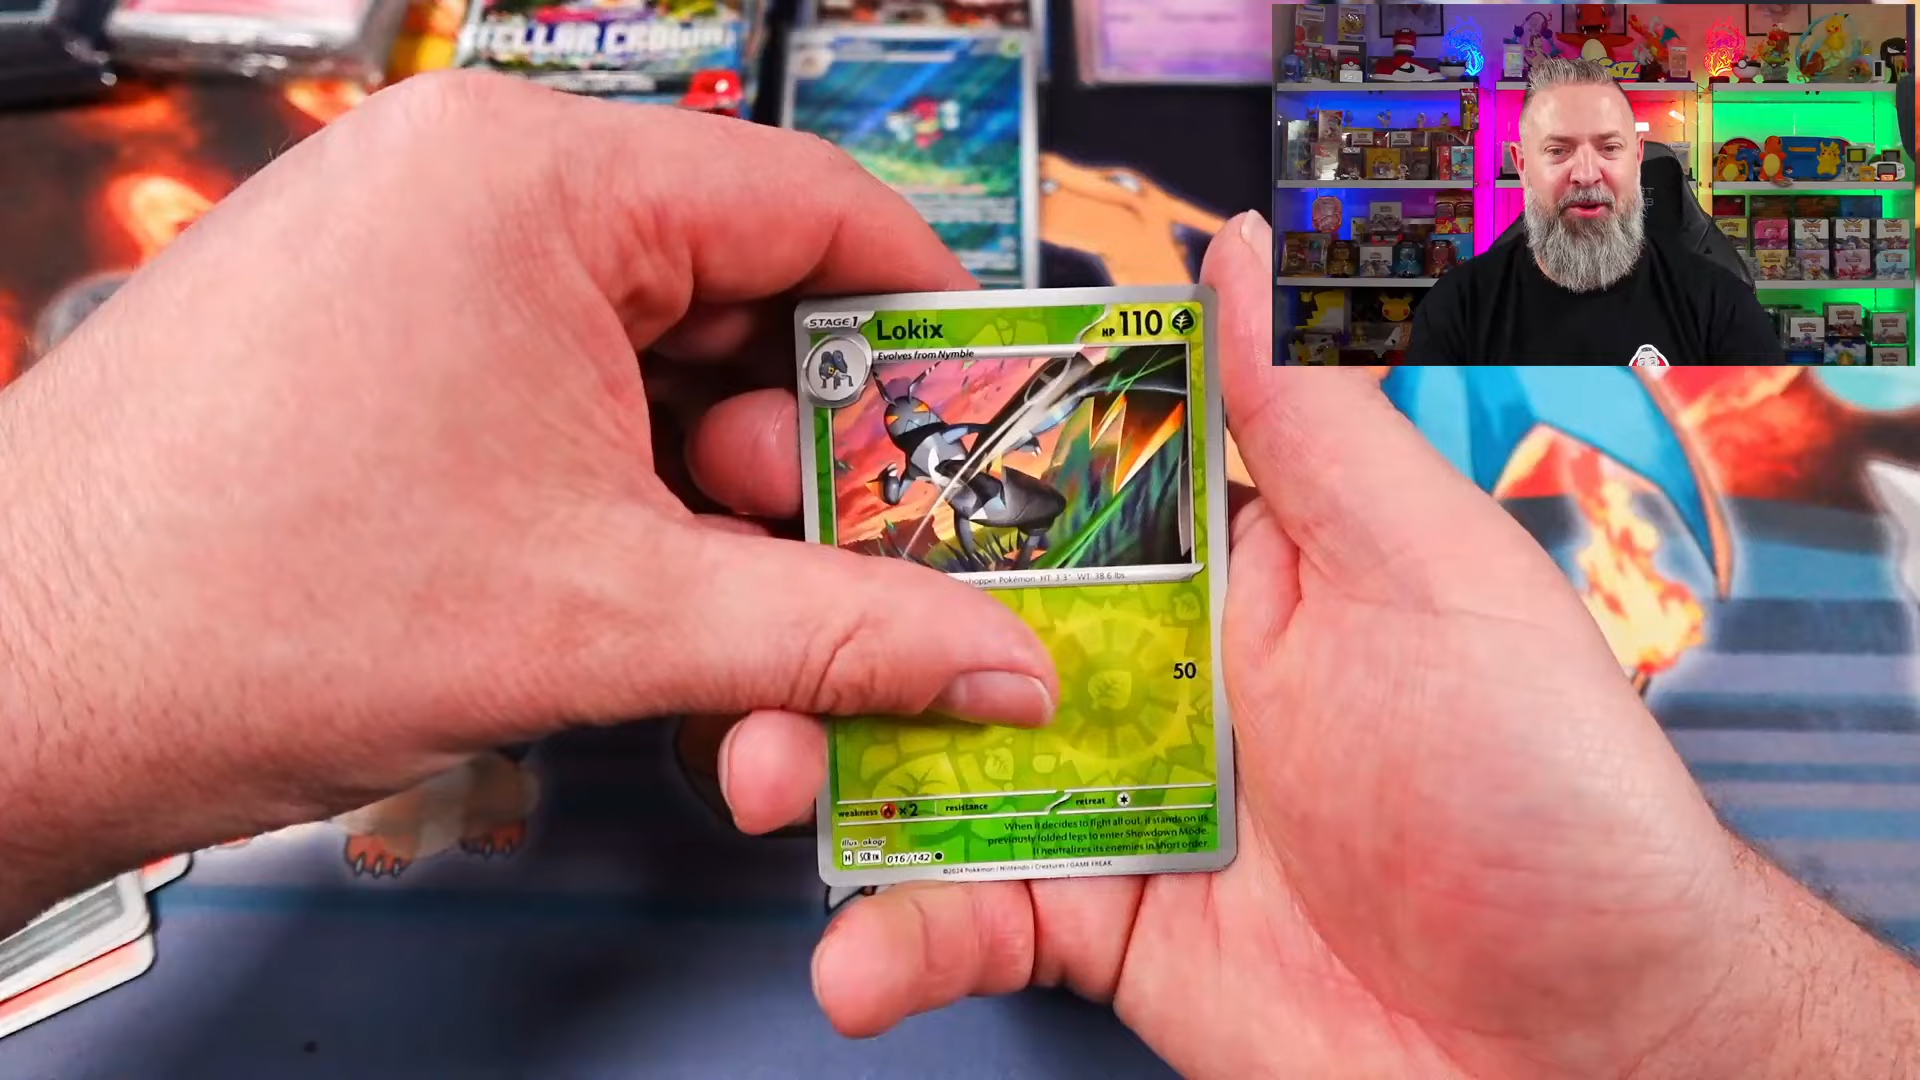 STELLAR CROWN
STAGE 1
Lokix
HP 110
Evolves from Nymble
shopper Pokémon HT: 3'3" WT: 38.6 lbs.
50
weakness ×2 resistance retreat
When it decides to fight all out, it stands on its
previously folded legs to enter Showdown Mode.
It neutralizes its enemies in short order.
Illus. akagi
H SCR EN 016/142
©2024 Pokémon / Nintendo / Creatures / GAME FREAK